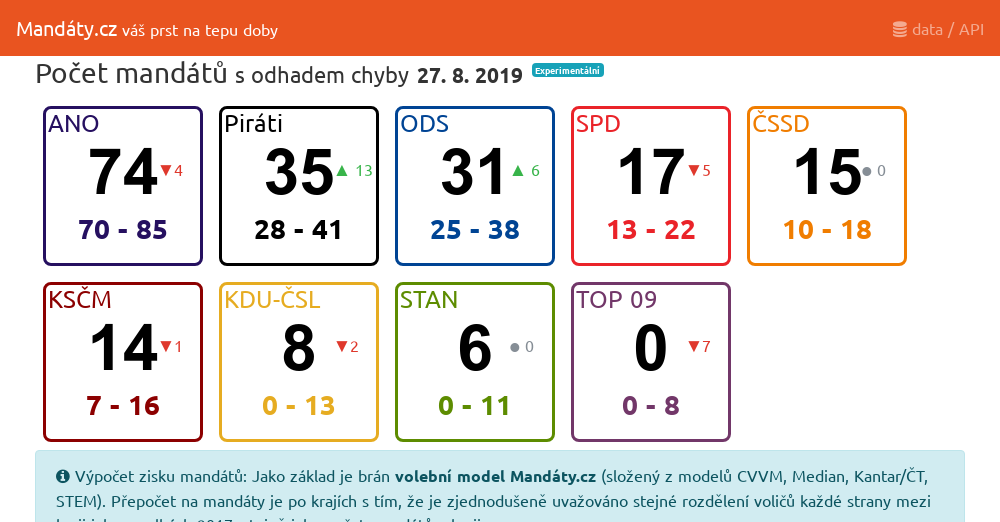 Mandáty.cz váš prst na tepu doby
data / API
Počet mandátů s odhadem chyby 27. 8. 2019 Experimentální
ANO
74 ▼4
70 - 85
Piráti
35 ▲ 13
28 - 41
ODS
31 ▲ 6
25 - 38
SPD
17 ▼5
13 - 22
ČSSD
15 ● 0
10 - 18
KSČM
14 ▼1
7 - 16
KDU-ČSL
8 ▼2
0 - 13
STAN
6 ● 0
0 - 11
TOP 09
0 ▼7
0 - 8
Výpočet zisku mandátů: Jako základ je brán volební model Mandáty.cz (složený z modelů CVVM, Median, Kantar/ČT,
STEM). Přepočet na mandáty je po krajích s tím, že je zjednodušeně uvažováno stejné rozdělení voličů každé strany mezi